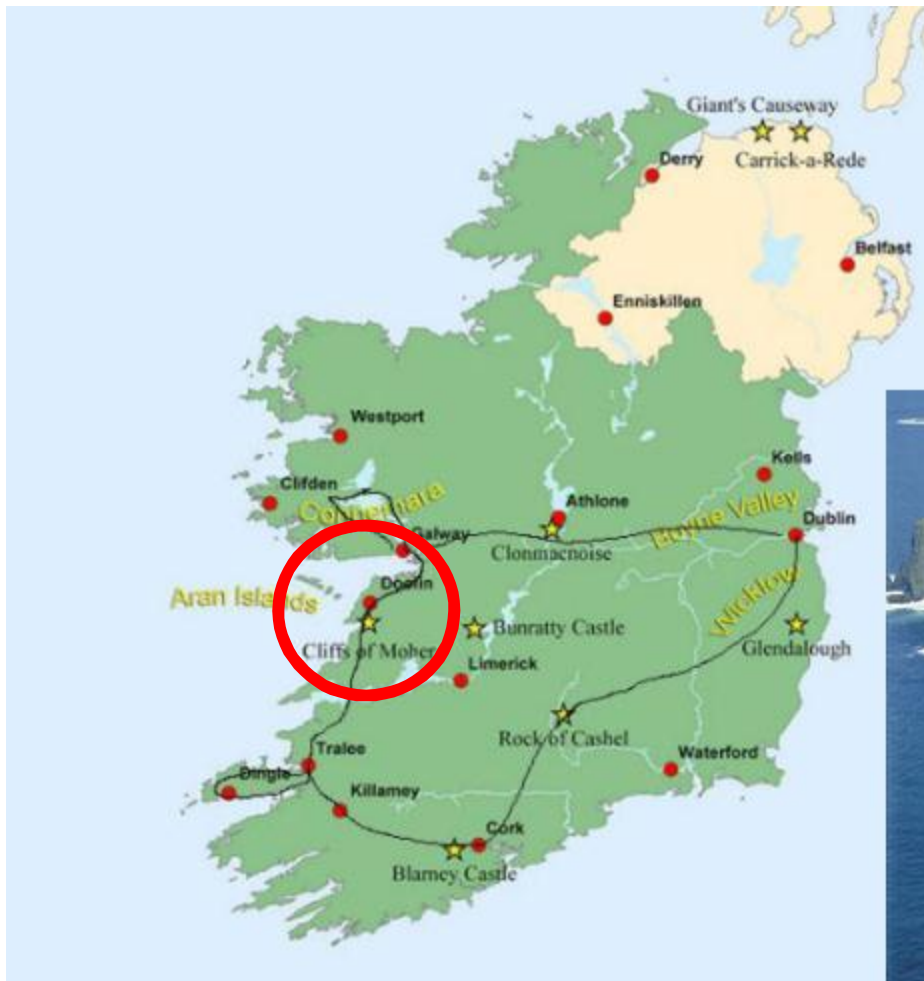 Giant's Causeway
Carrick-a-Rede
Derry
Belfast
Enniskillen
Westport
Kells
Clifden
Connemara
Athlone
Boyne Valley
Dublin
Galway
Clonmacnoise
Doolin
Aran Islands
Wicklow
Bunratty Castle
Glendalough
Cliffs of Moher
Limerick
Rock of Cashel
Tralee
Waterford
Dingle
Killarney
Cork
Blarney Castle